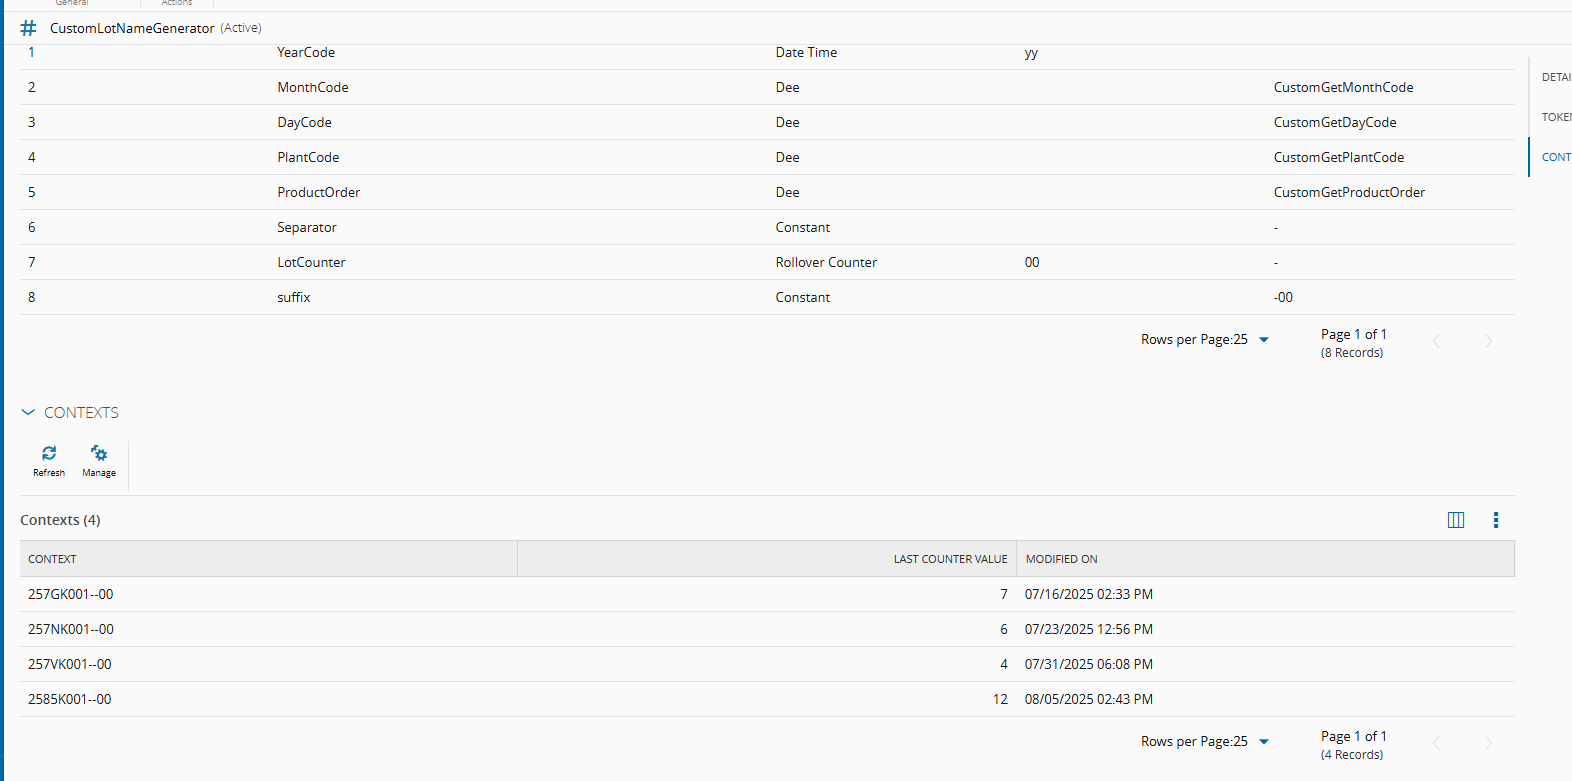 General Actions
# CustomLotNameGenerator (Active)
1 YearCode Date Time yy
2 MonthCode Dee CustomGetMonthCode
3 DayCode Dee CustomGetDayCode
4 PlantCode Dee CustomGetPlantCode
5 ProductOrder Dee CustomGetProductOrder
6 Separator Constant -
7 LotCounter Rollover Counter 00 -
8 suffix Constant -00
Rows per Page:25 Page 1 of 1
(8 Records)
DETAI
TOKEN
CONT
CONTEXTS
Refresh Manage
Contexts (4)
CONTEXT LAST COUNTER VALUE MODIFIED ON
257GK001--00 7 07/16/2025 02:33 PM
257NK001--00 6 07/23/2025 12:56 PM
257VK001--00 4 07/31/2025 06:08 PM
2585K001--00 12 08/05/2025 02:43 PM
Rows per Page:25 Page 1 of 1
(4 Records)